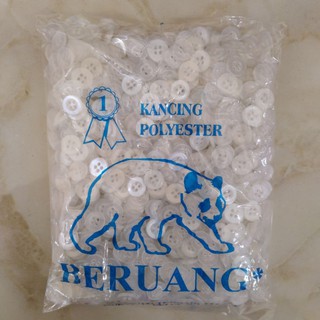 1
KANCING
POLYESTER
BERUANG